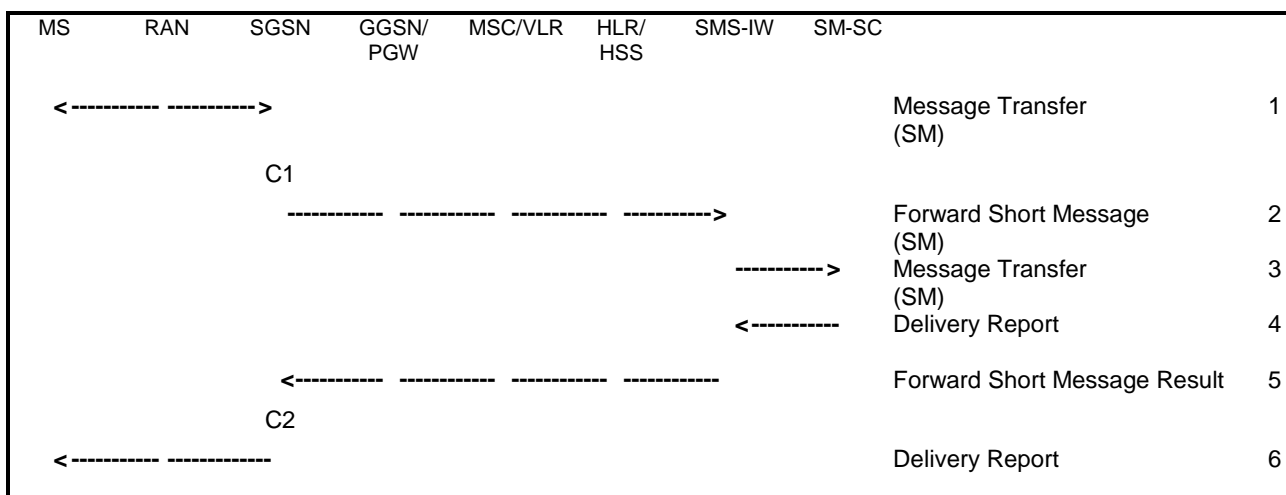 MS RAN SGSN GGSN/ MSC/VLR HLR/ SMS-IW SM-SC
PGW HSS
Message Transfer 1
(SM)
C1
Forward Short Message 2
(SM)
Message Transfer 3
(SM)
Delivery Report 4
Forward Short Message Result 5
C2
Delivery Report 6